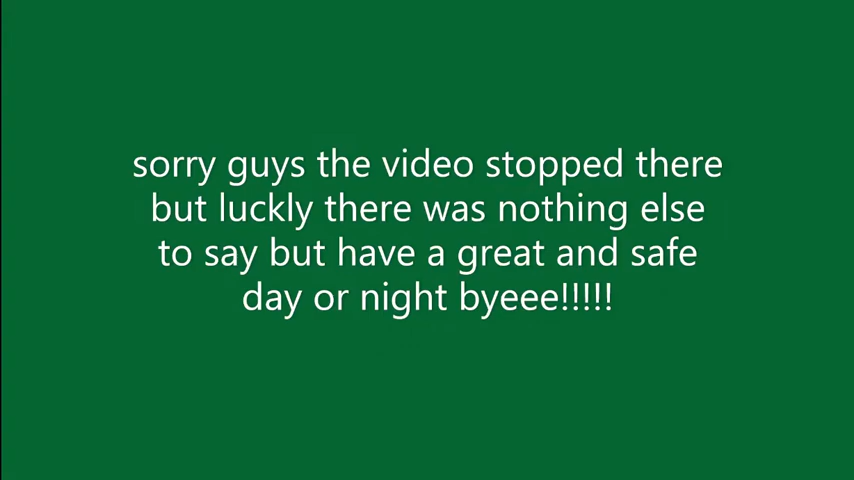 sorry guys the video stopped there
but luckly there was nothing else
to say but have a great and safe
day or night byeee!!!!!